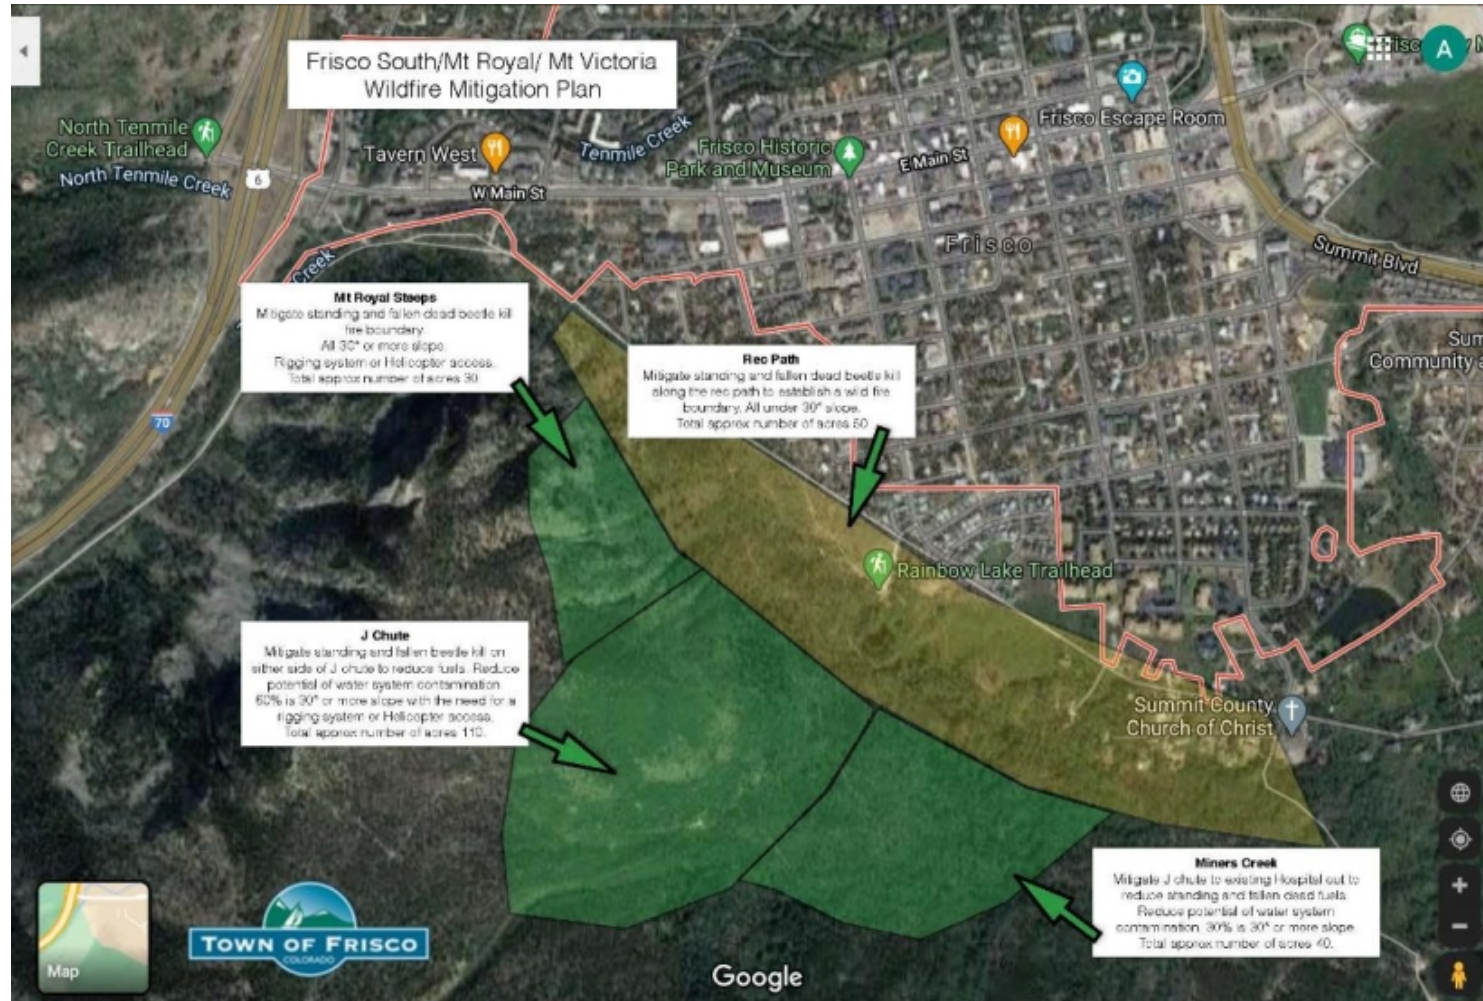 Frisco South/Mt Royal/ Mt Victoria
Wildfire Mitigation Plan
North Tenmile
Creek Trailhead
North Tenmile Creek
6
Tavern West
W Main St
Tenmile Creek
Frisco Historic
Park and Museum
E Main St
Frisco Escape Room
A
Frisco
Summit Blvd
Creek
70
Sum
Community a
Mt Royal Steeps
Mitigate standing and fallen dead beetle kill
fire boundary.
All 30° or more slope.
Rigging system or Helicopter access.
Total approx number of acres 30.
Rec Path
Mitigate standing and fallen dead beetle kill
along the rec path to establish a wild fire
boundary. All under 30° slope.
Total approx number of acres 50
Rainbow Lake Trailhead
J Chute
Mitigate standing and fallen beetle kill on
either side of J chute to reduce fuels. Reduce
potential of water system contamination.
60% is 30° or more slope with the need for a
rigging system or Helicopter access.
Total approx number of acres 110.
Summit County
Church of Christ
Miners Creek
Mitigate J chute to existing Hospital cut to
reduce standing and fallen dead fuels.
Reduce potential of water system
contamination. 30% is 30° or more slope.
Total approx number of acres 40.
Map
TOWN OF FRISCO
COLORADO
Google